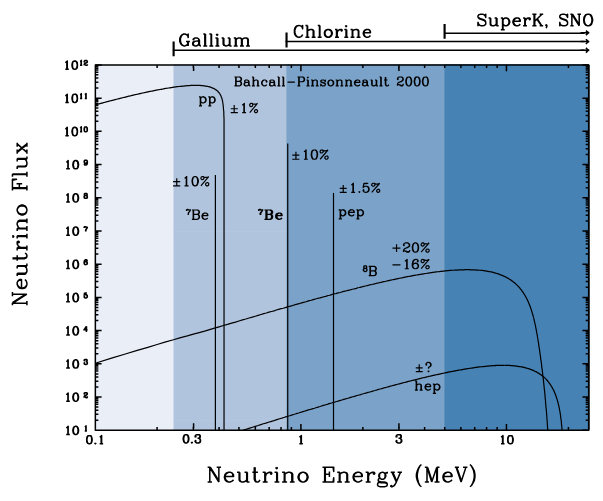 SuperK, SNO
Chlorine
Gallium
Bahcall-Pinsonneault 2000
10¹²
10¹¹
10¹⁰
10⁹
10⁸
10⁷
10⁶
10⁵
10⁴
10³
10²
10¹
Neutrino Flux
pp
±1%
±10%
⁷Be
±10%
⁷Be
±1.5%
pep
+20%
-16%
⁸B
±?
hep
0.1 0.3 1 3 10
Neutrino Energy (MeV)